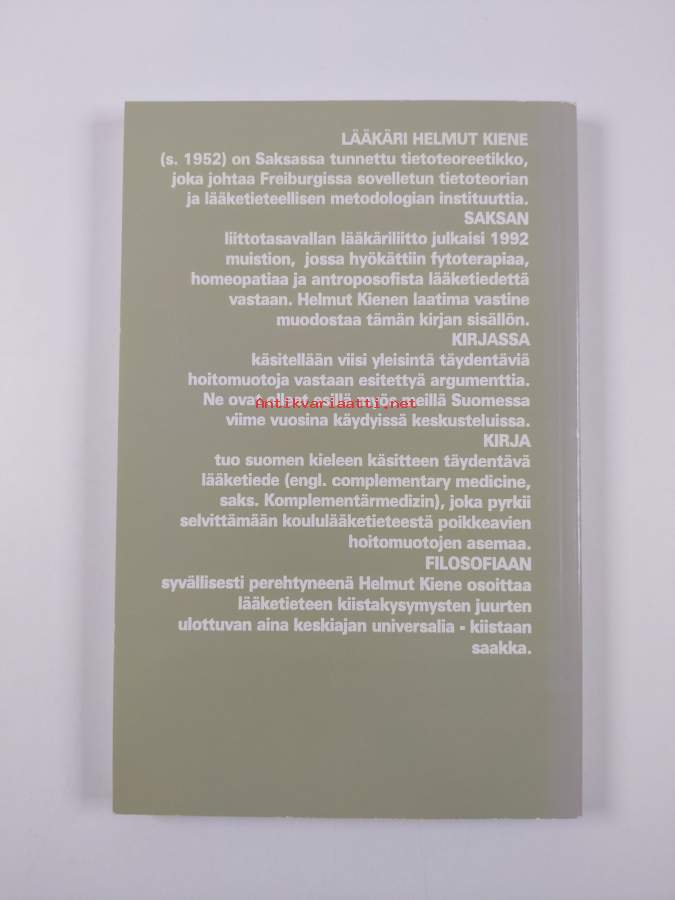 LÄÄKÄRI HELMUT KIENE
(s. 1952) on Saksassa tunnettu tietoteoreetikko,
joka johtaa Freiburgissa sovelletun tietoteorian
ja lääketieteellisen metodologian instituuttia.
SAKSAN
liittotasavallan lääkäriliitto julkaisi 1992
muistion, jossa hyökättiin fytoterapiaa,
homeopatiaa ja antroposofista lääketiedettä
vastaan. Helmut Kienen laatima vastine
muodostaa tämän kirjan sisällön.
KIRJASSA
käsitellään viisi yleisintä täydentäviä
hoitomuotoja vastaan esitettyä argumenttia.
Ne ovat olleet esillä myös meillä Suomessa
Antikvariaatti.net
viime vuosina käydyissä keskusteluissa.
KIRJA
tuo suomen kieleen käsitteen täydentävä
lääketiede (engl. complementary medicine,
saks. Komplementärmedizin), joka pyrkii
selvittämään koululääketieteestä poikkeavien
hoitomuotojen asemaa.
FILOSOFIAAN
syvällisesti perehtyneenä Helmut Kiene osoittaa
lääketieteen kiistakysymysten juurten
ulottuvan aina keskiajan universalia - kiistaan
saakka.